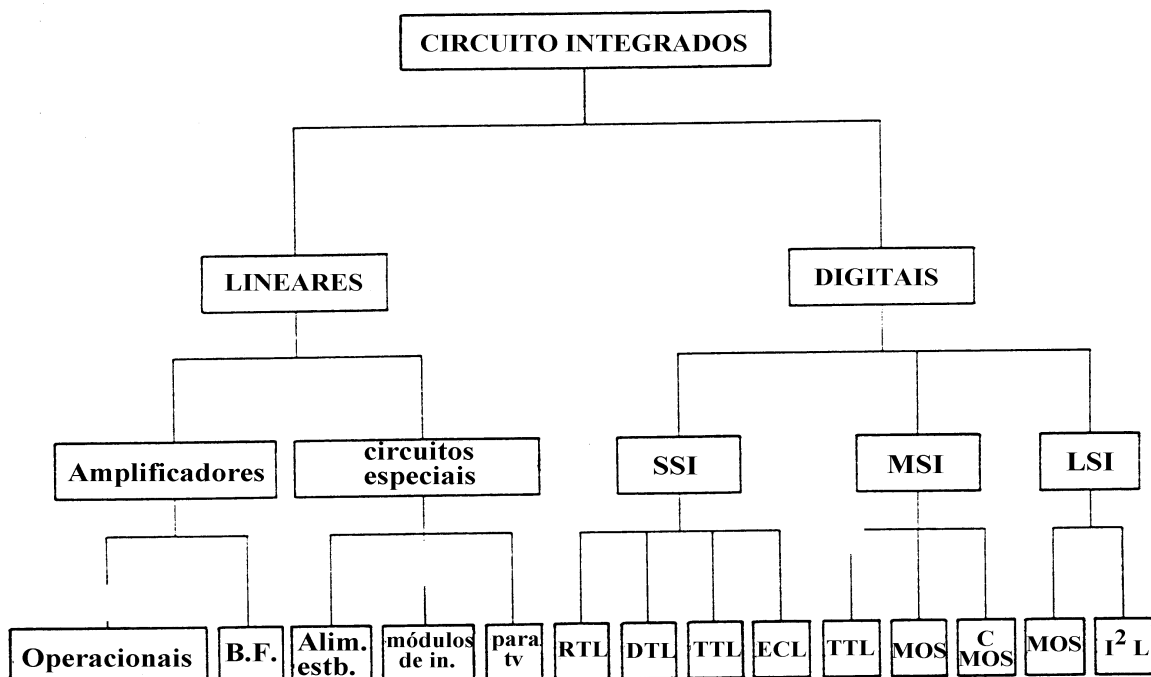 CIRCUITO INTEGRADOS
LINEARES
DIGITAIS
Amplificadores
circuitos
especiais
SSI
MSI
LSI
Operacionais
B.F.
Alim.
estb.
módulos
de in.
para
tv
RTL
DTL
TTL
ECL
TTL
MOS
C
MOS
MOS
I² L